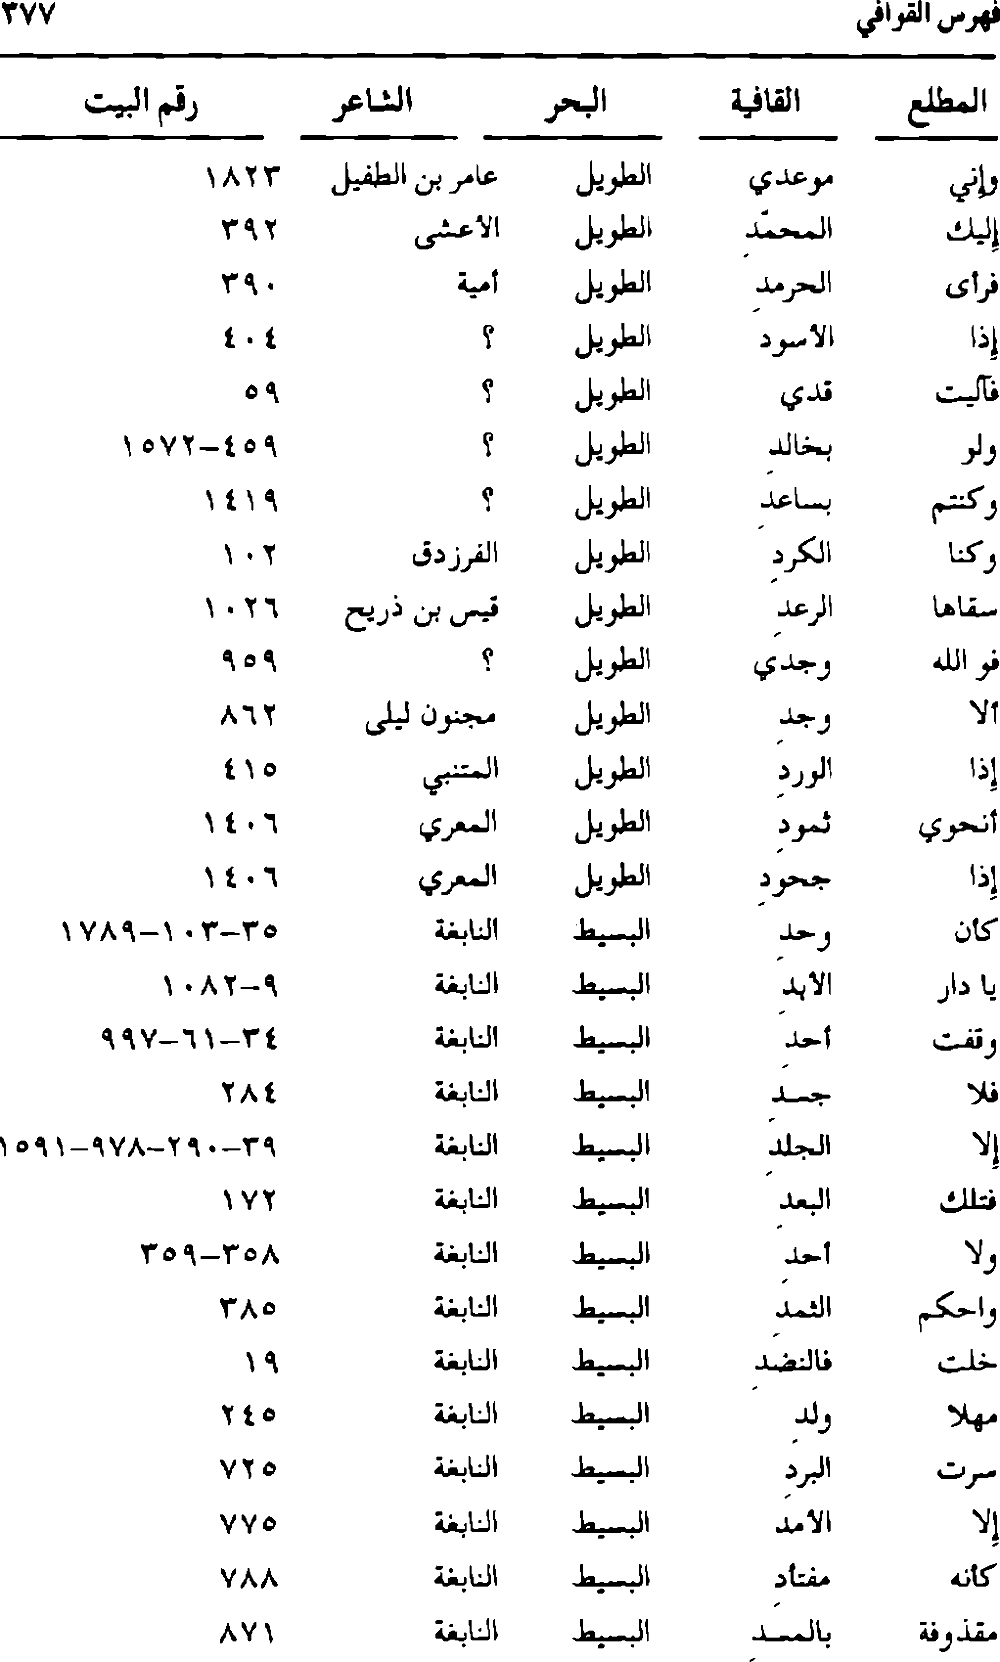 فهرس القوافي ٣٧٧
المطلع القافية البحر الشاعر رقم البيت
وإني موعدي الطويل عامر بن الطفيل ١٨٢٣
إليك المحمّدِ الطويل الأعشى ٣٩٢
فرأى الحرمدِ الطويل أمية ٣٩٠
إذا الأسود الطويل ؟ ٤٠٤
فآليت قدي الطويل ؟ ٥٩
ولو بخالدِ الطويل ؟ ٤٥٩–١٥٧٢
وكنتم بساعدِ الطويل ؟ ١٤١٩
وكنا الكردِ الطويل الفرزدق ١٠٢
سقاها الرعدِ الطويل قيس بن ذريح ١٠٢٦
فو الله وجدي الطويل ؟ ٩٥٩
ألا وجدِ الطويل مجنون ليلى ٨٦٢
إذا الوردِ الطويل المتنبي ٤١٥
أنحوي ثمودِ الطويل المعري ١٤٠٦
إذا جحودِ الطويل المعري ١٤٠٦
كأن وحدِ البسيط النابغة ٣٥–١٠٣–١٧٨٩
يا دار الأبدِ البسيط النابغة ٩–١٠٨٢
وقفت أحدِ البسيط النابغة ٣٤–٦١–٩٩٧
فلا جسدِ البسيط النابغة ٢٨٤
إلا الجلدِ البسيط النابغة ٣٩–٢٩٠–٩٧٨–١٥٩١
فتلك البعدِ البسيط النابغة ١٧٢
ولا أحدِ البسيط النابغة ٣٥٨–٣٥٩
واحكم الثمدِ البسيط النابغة ٣٨٥
خلت فالنضدِ البسيط النابغة ١٩
مهلا ولدِ البسيط النابغة ٢٤٥
سرت البردِ البسيط النابغة ٧٢٥
إلا الأمدِ البسيط النابغة ٧٧٥
كأنه مفتأدِ البسيط النابغة ٧٨٨
مقذوفة بالمسدِ البسيط النابغة ٨٧١